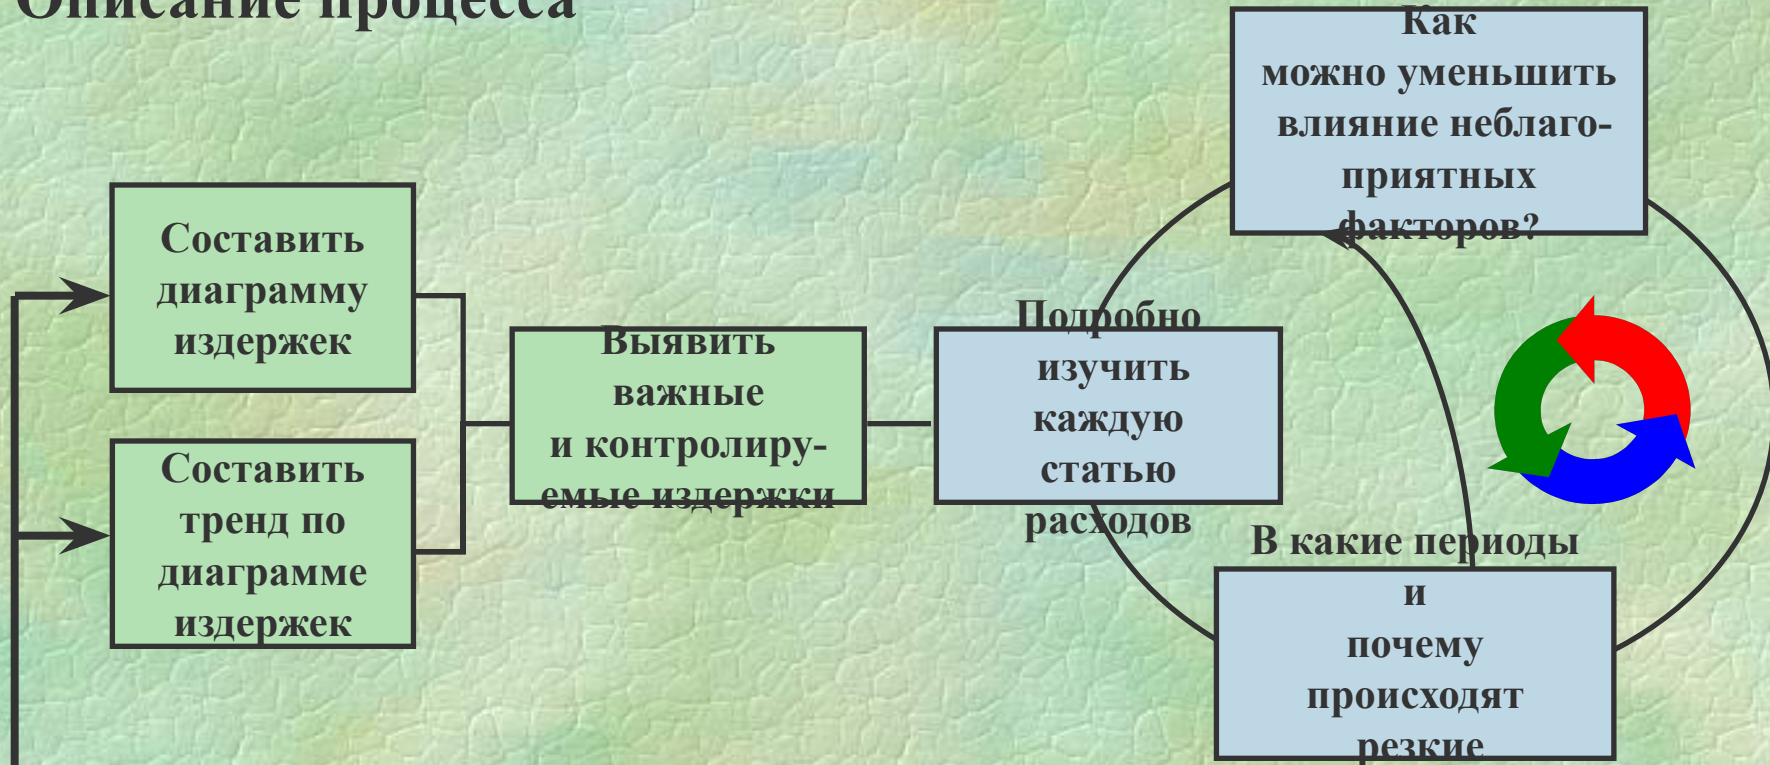 Описание процесса
Как
можно уменьшить
влияние неблаго-
приятных
факторов?
Составить
диаграмму
издержек
Составить
тренд по
диаграмме
издержек
Выявить
важные
и контролиру-
емые издержки
Подробно
изучить
каждую
статью
расходов
В какие периоды
и
почему
происходят
резкие